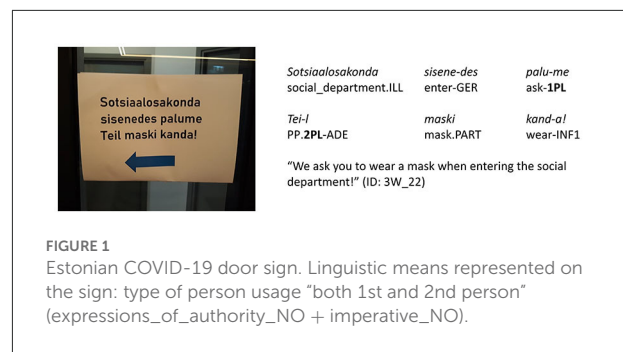 Sotsiaalosakonda
sisenedes palume
Teil maski kanda!
Sotsiaalosakonda sisene-des palu-me
social_department.ILL enter-GER ask-1PL
Tei-l maski kand-a!
PP.2PL-ADE mask.PART wear-INF1
“We ask you to wear a mask when entering the social
department!” (ID: 3W_22)
FIGURE 1
Estonian COVID-19 door sign. Linguistic means represented on
the sign: type of person usage “both 1st and 2nd person”
(expressions_of_authority_NO + imperative_NO).